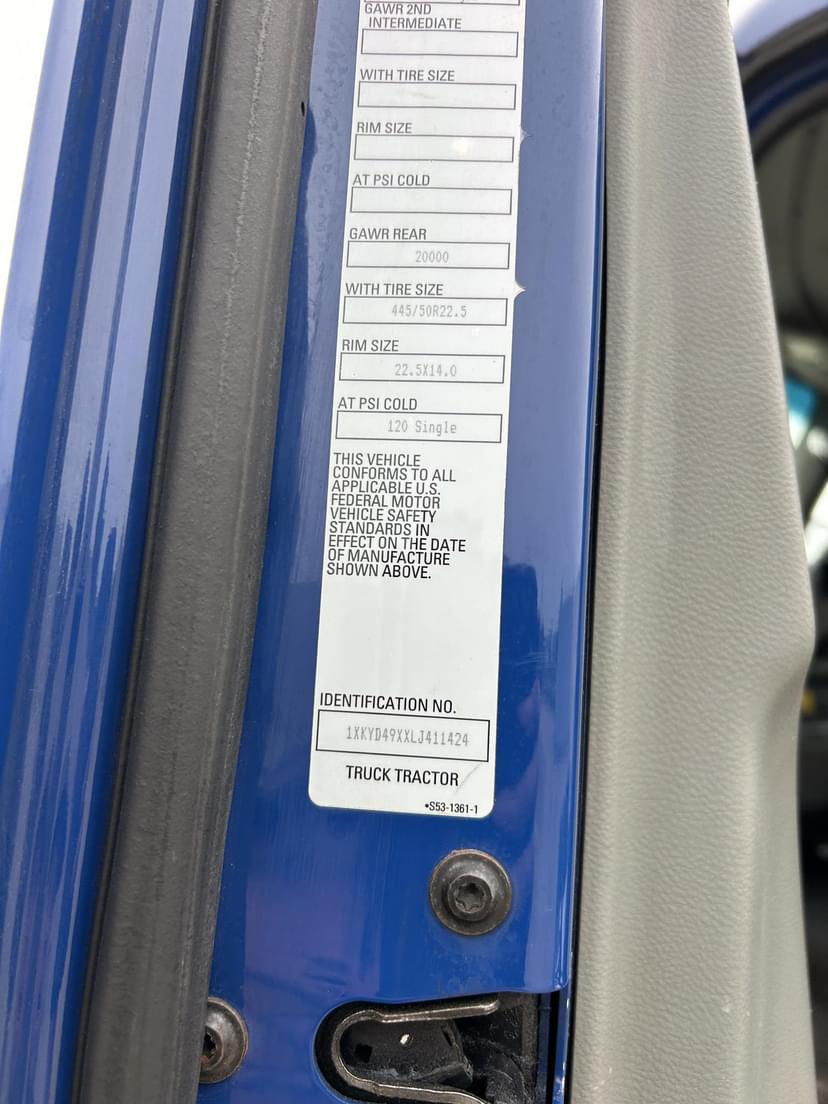 GAWR 2ND
INTERMEDIATE
WITH TIRE SIZE
RIM SIZE
AT PSI COLD
GAWR REAR
20000
WITH TIRE SIZE
445/50R22.5
RIM SIZE
22.5X14.0
AT PSI COLD
120 Single
THIS VEHICLE
CONFORMS TO ALL
APPLICABLE U.S.
FEDERAL MOTOR
VEHICLE SAFETY
STANDARDS IN
EFFECT ON THE DATE
OF MANUFACTURE
SHOWN ABOVE.
IDENTIFICATION NO.
1XKYD49XXLJ411424
TRUCK TRACTOR
•S53-1361-1